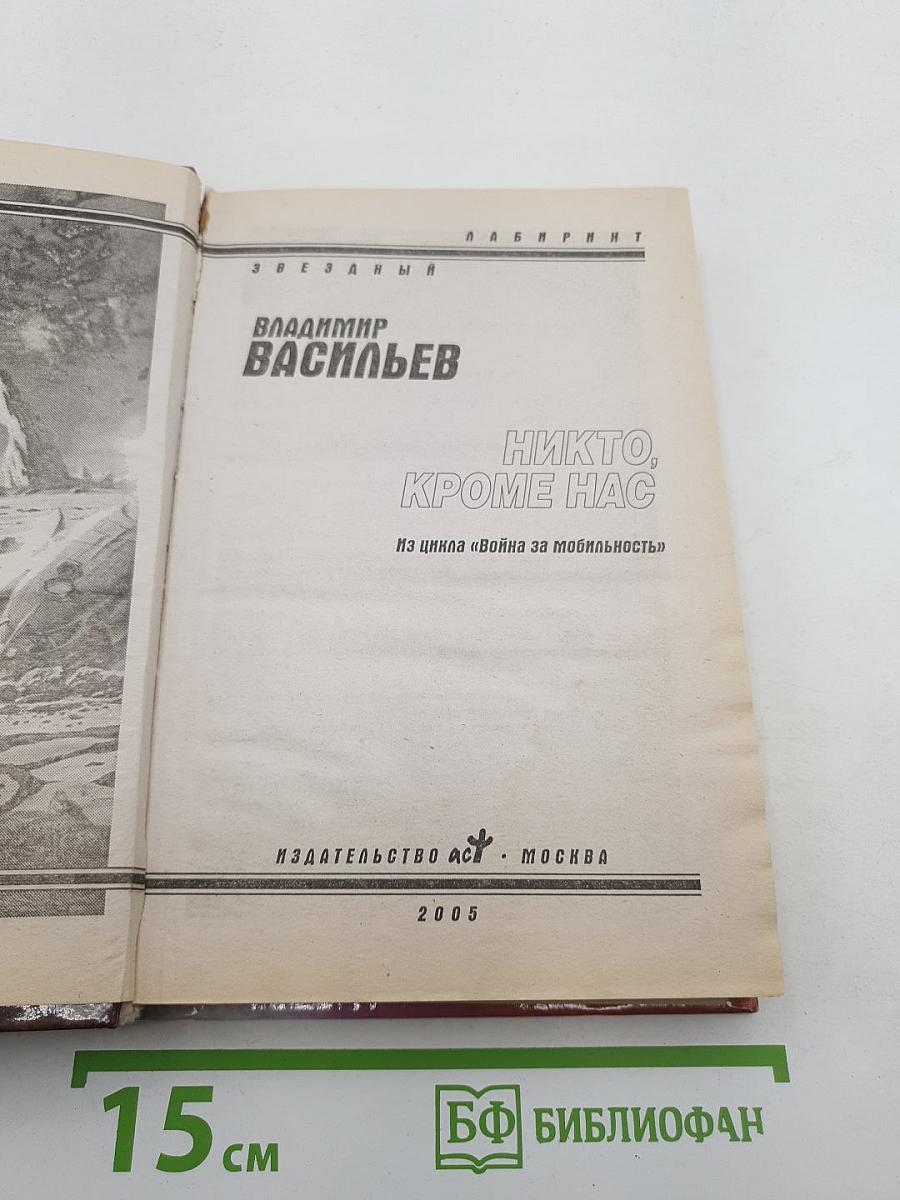 ЛАБИРИНТ
ЗВЕЗДНЫЙ
ВЛАДИМИР
ВАСИЛЬЕВ
НИКТО,
КРОМЕ НАС
Из цикла «Война за мобильность»
ИЗДАТЕЛЬСТВО аст • МОСКВА
2005
15 см
БФ БИБЛИОФАН